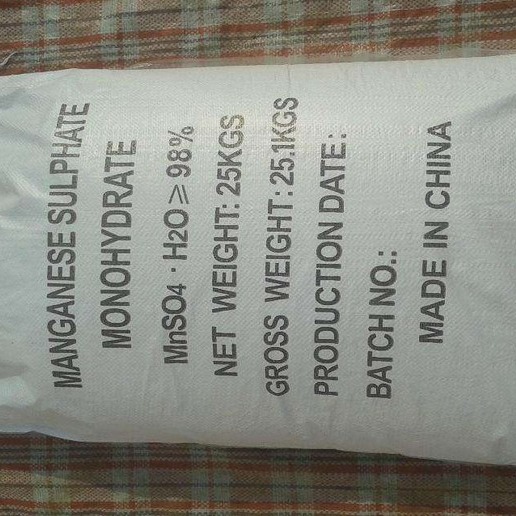 MANGANESE SULPHATE
MONOHYDRATE
MnSO4 · H2O ≥ 98%
NET WEIGHT: 25KGS
GROSS WEIGHT: 25.1KGS
PRODUCTION DATE:
BATCH NO.:
MADE IN CHINA